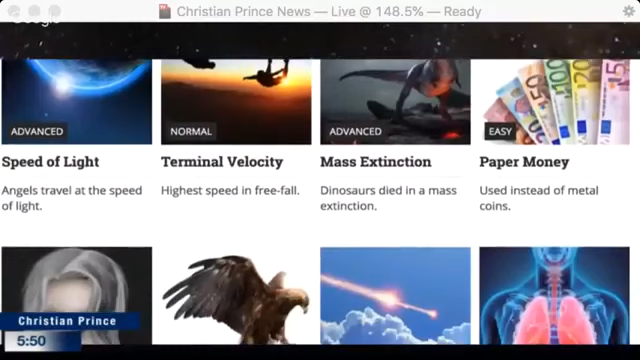 Christian Prince News — Live @ 148.5% — Ready
ADVANCED
NORMAL
ADVANCED
EASY
Speed of Light
Terminal Velocity
Mass Extinction
Paper Money
Angels travel at the speed of light.
Highest speed in free-fall.
Dinosaurs died in a mass extinction.
Used instead of metal coins.
Christian Prince
5:50